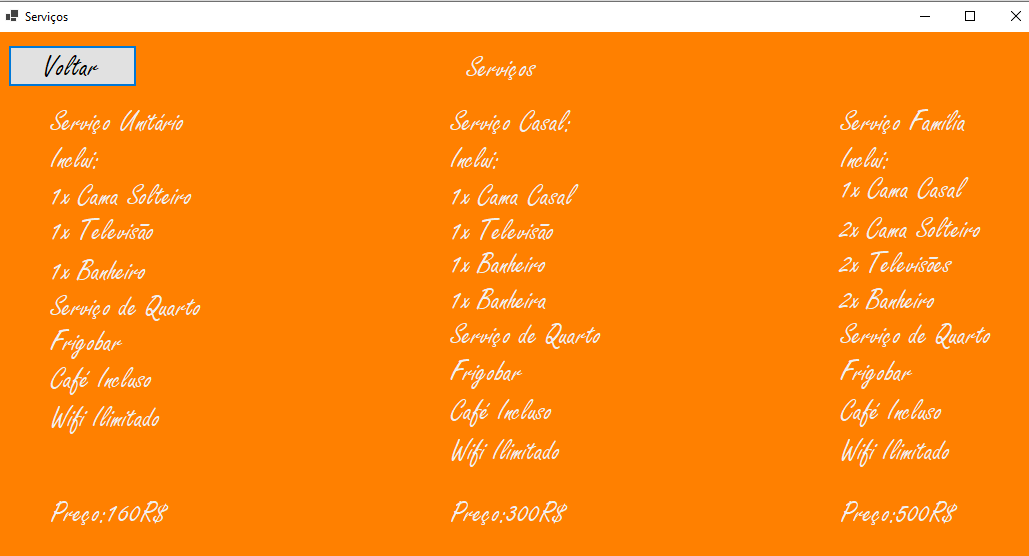 Serviços
Voltar
Serviços
Serviço Unitário
Inclui:
1x Cama Solteiro
1x Televisão
1x Banheiro
Serviço de Quarto
Frigobar
Café Incluso
Wifi Ilimitado
Preço:160R$
Serviço Casal:
Inclui:
1x Cama Casal
1x Televisão
1x Banheiro
1x Banheira
Serviço de Quarto
Frigobar
Café Incluso
Wifi Ilimitado
Preço:300R$
Serviço Família
Inclui:
1x Cama Casal
2x Cama Solteiro
2x Televisões
2x Banheiro
Serviço de Quarto
Frigobar
Café Incluso
Wifi Ilimitado
Preço:500R$